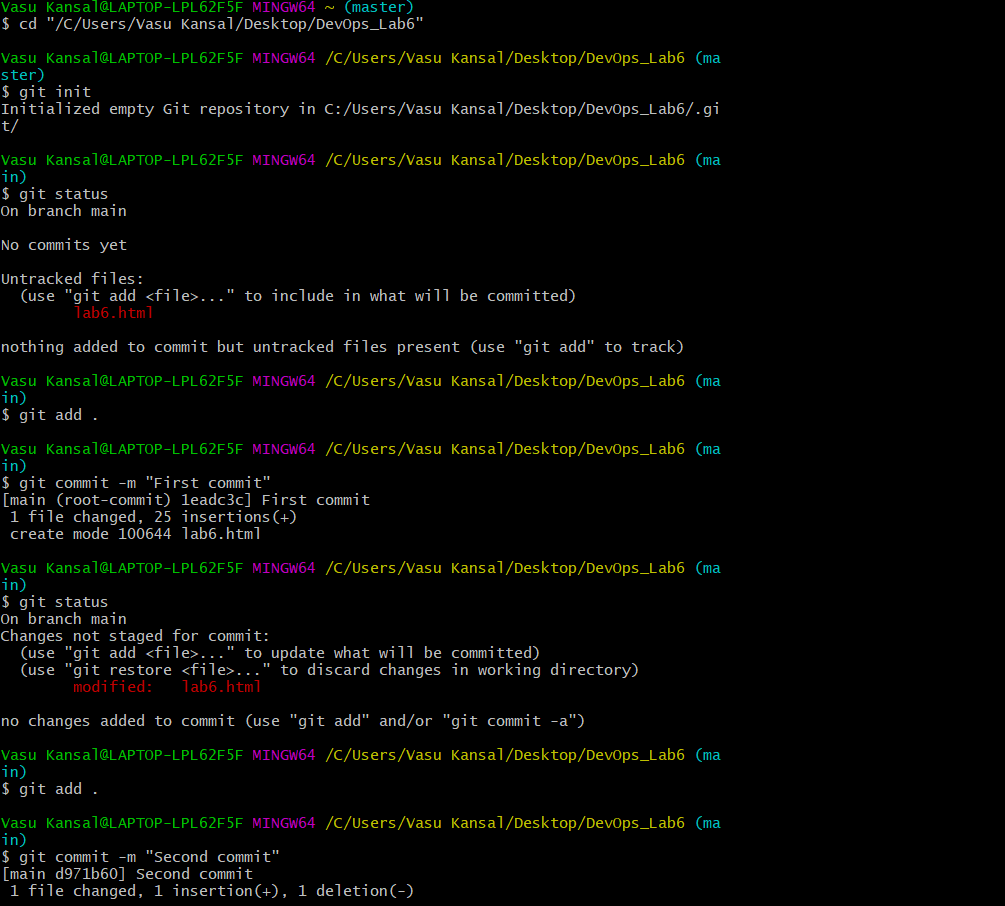 Vasu Kansal@LAPTOP-LPL62F5F MINGW64 ~ (master)
$ cd "/C/Users/Vasu Kansal/Desktop/DevOps_Lab6"

Vasu Kansal@LAPTOP-LPL62F5F MINGW64 /C/Users/Vasu Kansal/Desktop/DevOps_Lab6 (ma
ster)
$ git init
Initialized empty Git repository in C:/Users/Vasu Kansal/Desktop/DevOps_Lab6/.gi
t/

Vasu Kansal@LAPTOP-LPL62F5F MINGW64 /C/Users/Vasu Kansal/Desktop/DevOps_Lab6 (ma
in)
$ git status
On branch main

No commits yet

Untracked files:
  (use "git add <file>..." to include in what will be committed)
        lab6.html

nothing added to commit but untracked files present (use "git add" to track)

Vasu Kansal@LAPTOP-LPL62F5F MINGW64 /C/Users/Vasu Kansal/Desktop/DevOps_Lab6 (ma
in)
$ git add .

Vasu Kansal@LAPTOP-LPL62F5F MINGW64 /C/Users/Vasu Kansal/Desktop/DevOps_Lab6 (ma
in)
$ git commit -m "First commit"
[main (root-commit) 1eadc3c] First commit
 1 file changed, 25 insertions(+)
 create mode 100644 lab6.html

Vasu Kansal@LAPTOP-LPL62F5F MINGW64 /C/Users/Vasu Kansal/Desktop/DevOps_Lab6 (ma
in)
$ git status
On branch main
Changes not staged for commit:
  (use "git add <file>..." to update what will be committed)
  (use "git restore <file>..." to discard changes in working directory)
        modified:   lab6.html

no changes added to commit (use "git add" and/or "git commit -a")

Vasu Kansal@LAPTOP-LPL62F5F MINGW64 /C/Users/Vasu Kansal/Desktop/DevOps_Lab6 (ma
in)
$ git add .

Vasu Kansal@LAPTOP-LPL62F5F MINGW64 /C/Users/Vasu Kansal/Desktop/DevOps_Lab6 (ma
in)
$ git commit -m "Second commit"
[main d971b60] Second commit
 1 file changed, 1 insertion(+), 1 deletion(-)